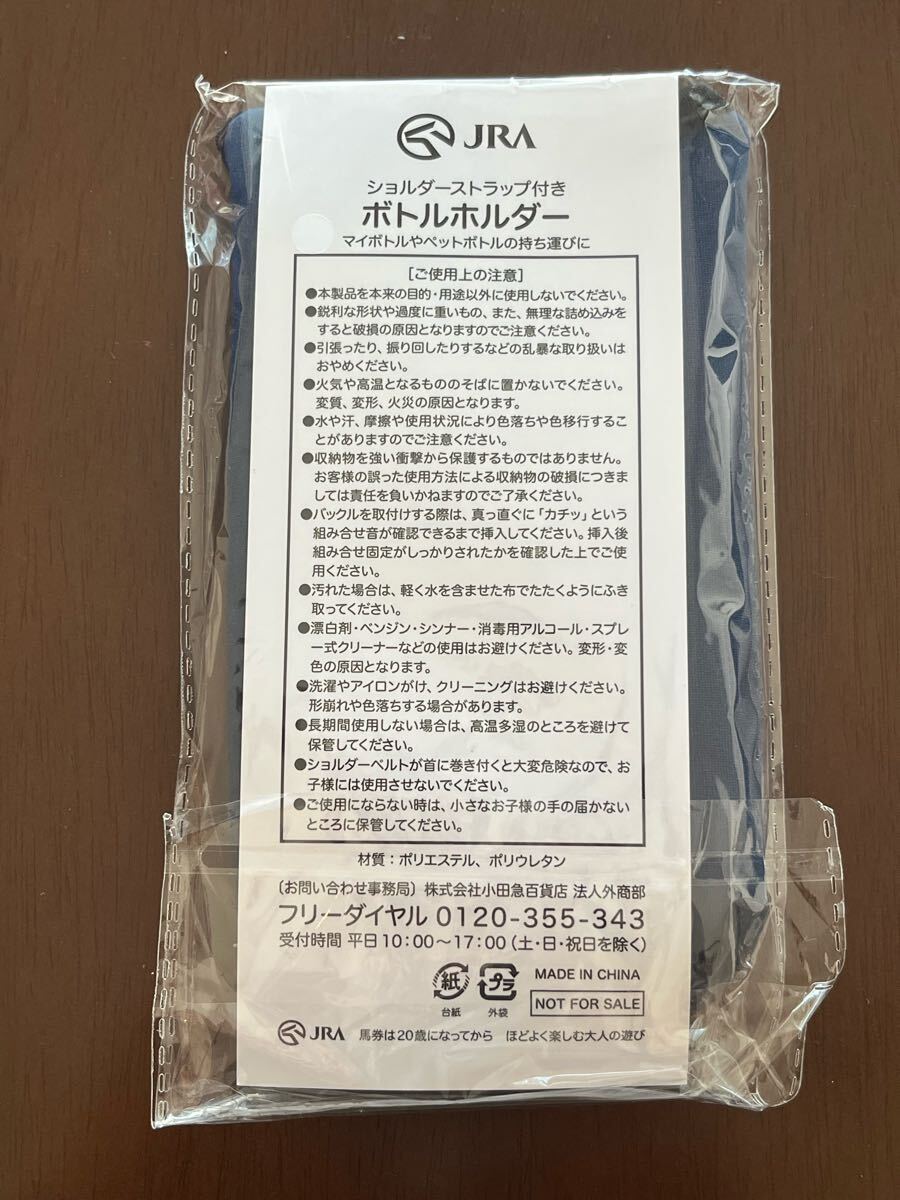 JRA
ショルダーストラップ付き
ボトルホルダー
マイボトルやペットボトルの持ち運びに
[ご使用上の注意]
●本製品を本来の目的・用途以外に使用しないでください。
●鋭利な形状や過度に重いもの、また、無理な詰め込みを
すると破損の原因となりますのでご注意ください。
●引張ったり、振り回したりするなどの乱暴な取り扱いは
おやめください。
●火気や高温となるもののそばに置かないでください。
変質、変形、火災の原因となります。
●水や汗、摩擦や使用状況により色落ちや色移行するこ
とがありますのでご注意ください。
●収納物を強い衝撃から保護するものではありません。
お客様の誤った使用方法による収納物の破損につきま
しては責任を負いかねますのでご了承ください。
●バックルを取付けする際は、真っ直ぐに「カチッ」という
組み合せ音が確認できるまで挿入してください。挿入後
組み合せ固定がしっかりされたかを確認した上でご使
用ください。
●汚れた場合は、軽く水を含ませた布でたたくようにふき
取ってください。
●漂白剤・ベンジン・シンナー・消毒用アルコール・スプレ
ー式クリーナーなどの使用はお避けください。変形・変
色の原因となります。
●洗濯やアイロンがけ、クリーニングはお避けください。
形崩れや色落ちする場合があります。
●長期間使用しない場合は、高温多湿のところを避けて
保管してください。
●ショルダーベルトが首に巻き付くと大変危険なので、お
子様には使用させないでください。
●ご使用にならない時は、小さなお子様の手の届かない
ところに保管してください。
材質：ポリエステル、ポリウレタン
〔お問い合わせ事務局〕 株式会社小田急百貨店 法人外商部
フリーダイヤル 0120-355-343
受付時間 平日10:00〜17:00（土・日・祝日を除く）
紙 プラ MADE IN CHINA
台紙 外袋 NOT FOR SALE
JRA 馬券は20歳になってから ほどよく楽しむ大人の遊び